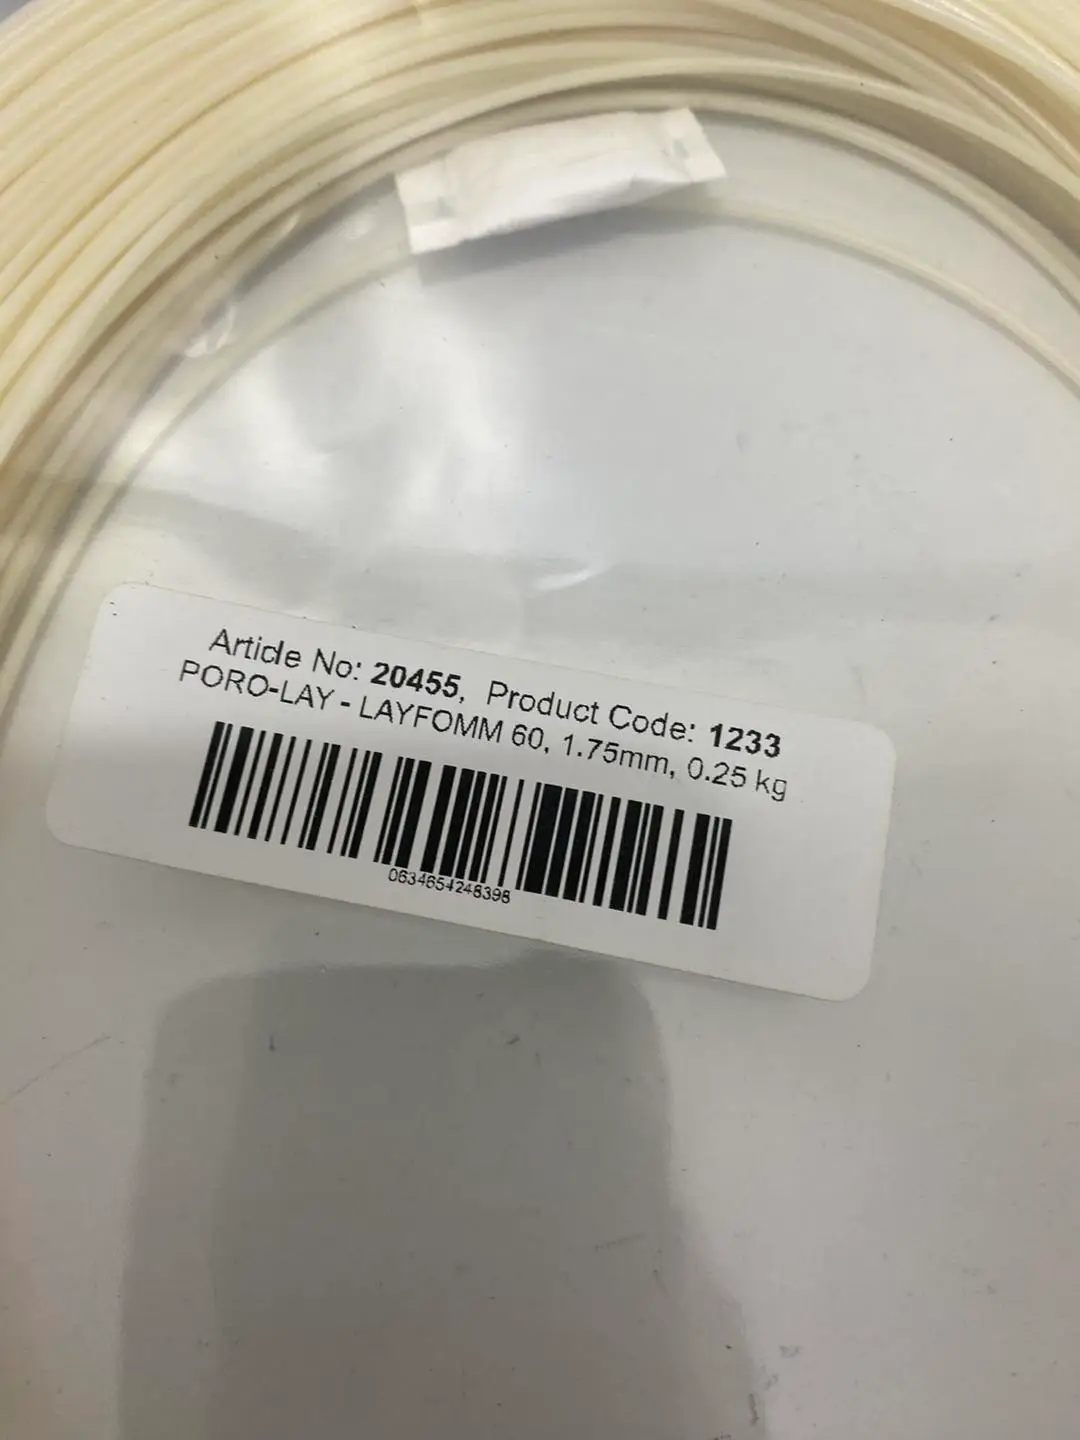 Article No: 20455, Product Code: 1233
PORO-LAY - LAYFOMM 60, 1.75mm, 0.25 kg
0634654248398